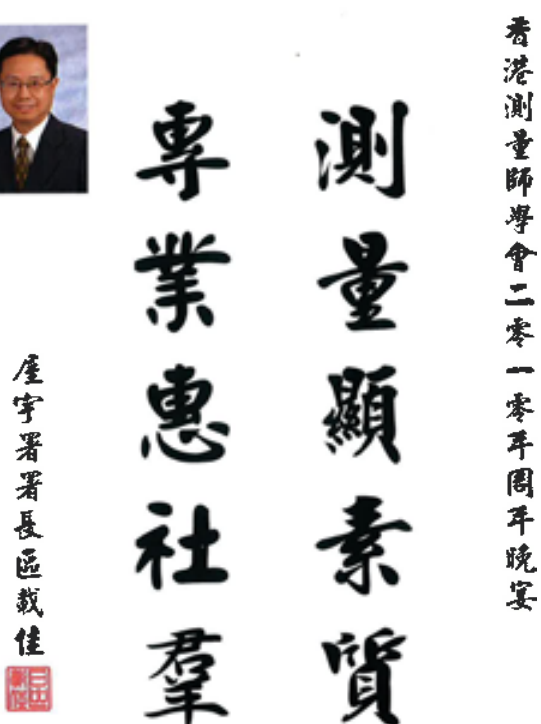 香港測量師學會二零一零年周年晚宴
測量顯素質
專業惠社羣
屋宇署署長區載佳